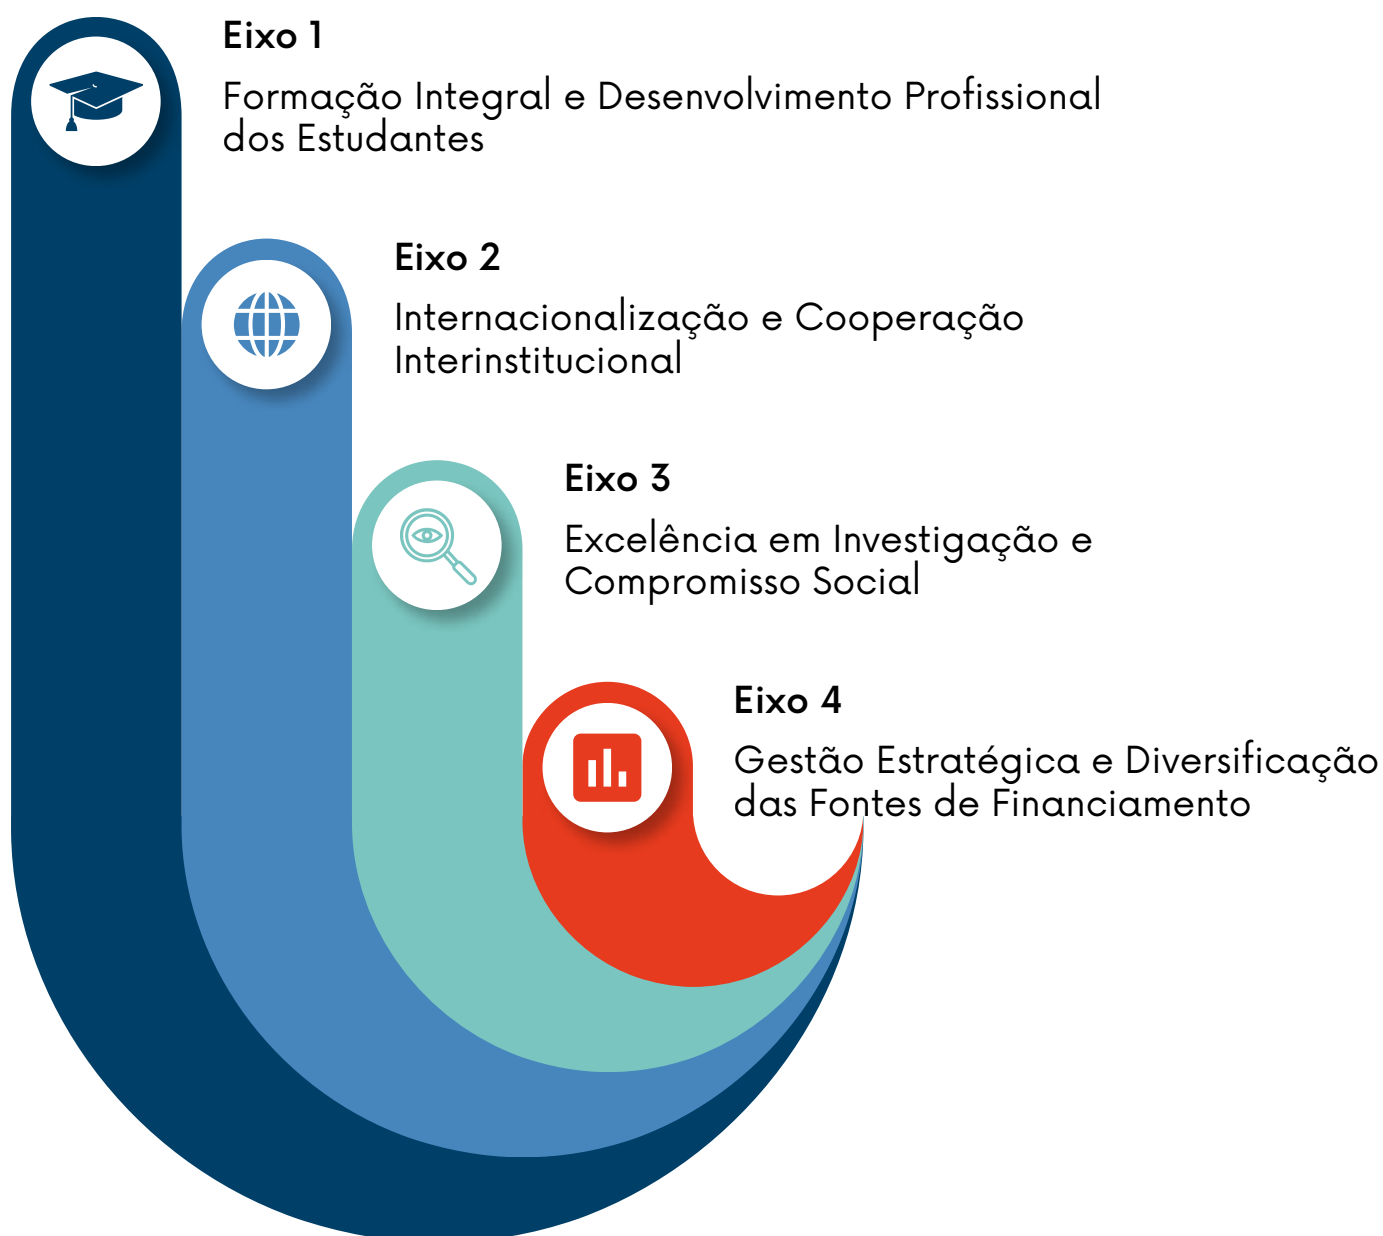 Eixo 1
Formação Integral e Desenvolvimento Profissional
dos Estudantes
Eixo 2
Internacionalização e Cooperação
Interinstitucional
Eixo 3
Excelência em Investigação e
Compromisso Social
Eixo 4
Gestão Estratégica e Diversificação
das Fontes de Financiamento